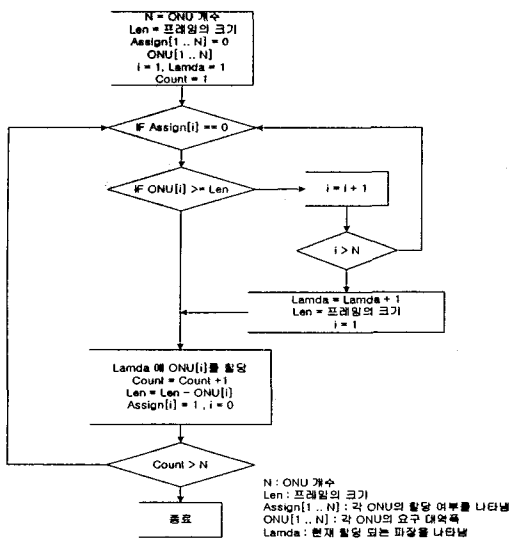 N = ONU 개수
Len = 프레임의 크기
Assign[1 .. N] = 0
ONU[1 .. N]
i = 1, Lamda = 1
Count = 1
IF Assign[i] == 0
IF ONU[i] >= Len
i = i + 1
i > N
Lamda = Lamda + 1
Len = 프레임의 크기
i = 1
Lamda 에 ONU[i]를 할당
Count = Count +1
Len = Len - ONU[i]
Assign[i] = 1 , i = 0
Count > N
종료
N : ONU 개수
Len : 프레임의 크기
Assign[1 .. N] : 각 ONU의 할당 여부를 나타냄
ONU[1 .. N] : 각 ONU의 요구 대역폭
Lamda : 현재 할당 되는 파장을 나타냄